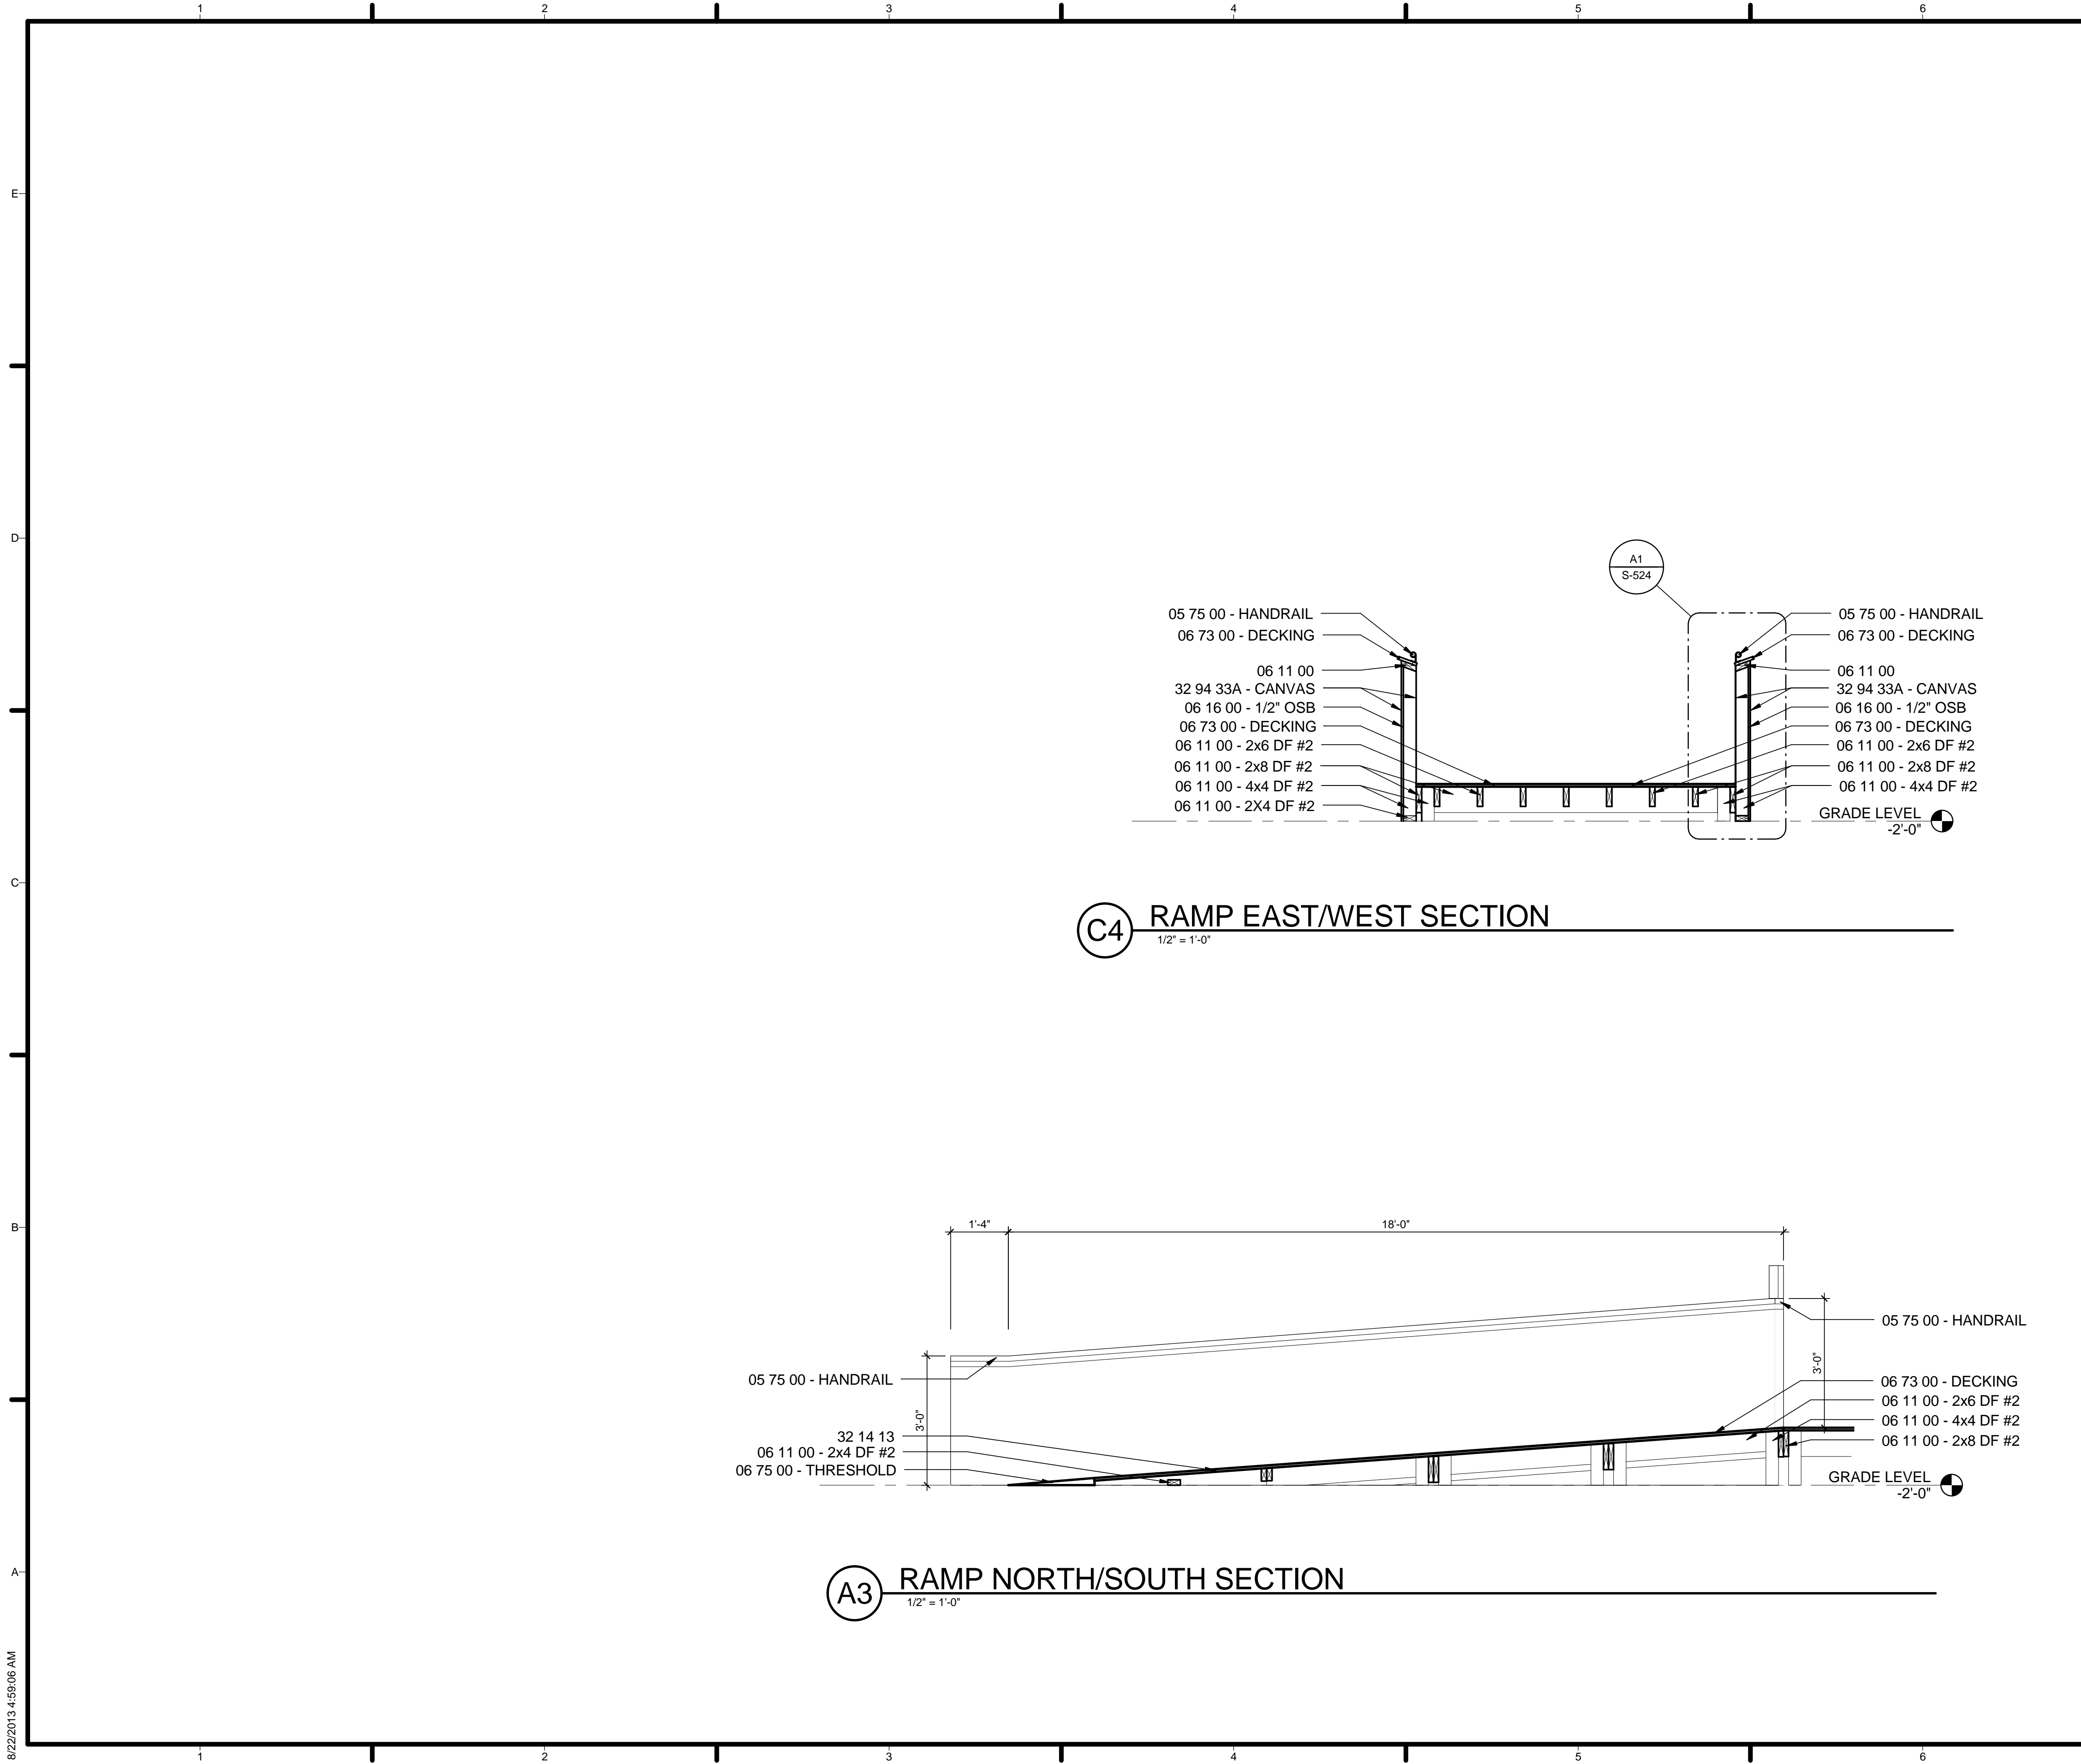 1 2 3 4 5 6
E
D
C
B
A
A1
S-524
05 75 00 - HANDRAIL
06 73 00 - DECKING
06 11 00
32 94 33A - CANVAS
06 16 00 - 1/2" OSB
06 73 00 - DECKING
06 11 00 - 2x6 DF #2
06 11 00 - 2x8 DF #2
06 11 00 - 4x4 DF #2
06 11 00 - 2X4 DF #2
05 75 00 - HANDRAIL
06 73 00 - DECKING
06 11 00
32 94 33A - CANVAS
06 16 00 - 1/2" OSB
06 73 00 - DECKING
06 11 00 - 2x6 DF #2
06 11 00 - 2x8 DF #2
06 11 00 - 4x4 DF #2
GRADE LEVEL
-2'-0"
C4 RAMP EAST/WEST SECTION
1/2" = 1'-0"
1'-4" 18'-0"
05 75 00 - HANDRAIL
3'-0"
32 14 13
06 11 00 - 2x4 DF #2
06 75 00 - THRESHOLD
05 75 00 - HANDRAIL
3'-0"
06 73 00 - DECKING
06 11 00 - 2x6 DF #2
06 11 00 - 4x4 DF #2
06 11 00 - 2x8 DF #2
GRADE LEVEL
-2'-0"
A3 RAMP NORTH/SOUTH SECTION
1/2" = 1'-0"
8/22/2013 4:59:06 AM
1 2 3 4 5 6